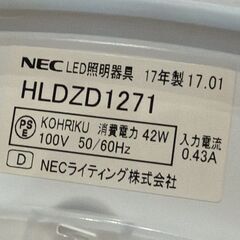 NEC LED照明器具 17年製 17.01
HLDZD1271
PSE KOHRIKU 消費電力 42W 入力電流
100V 50/60Hz 0.43A
D NECライティング株式会社